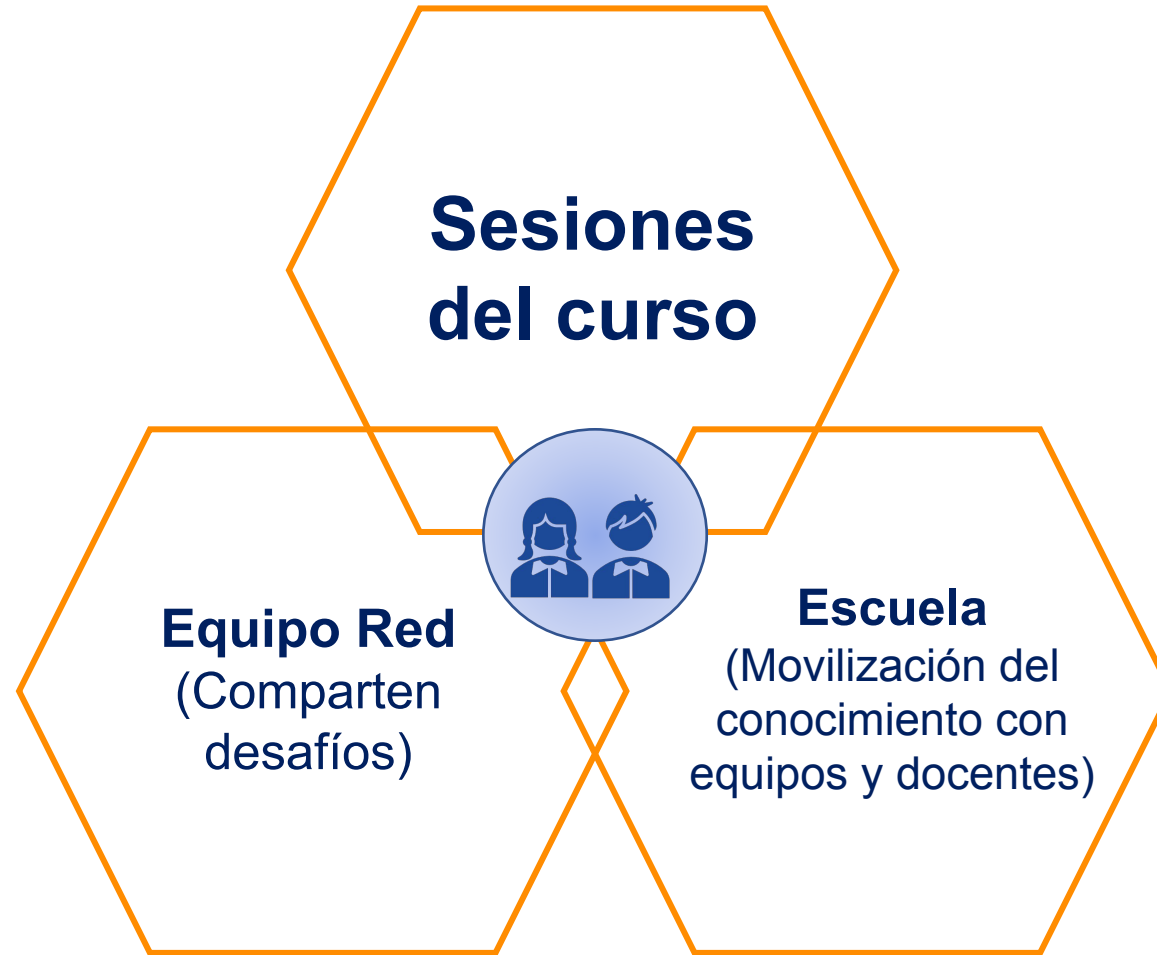 Sesiones
del curso
Equipo Red
(Comparten
desafíos)
Escuela
(Movilización del
conocimiento con
equipos y docentes)